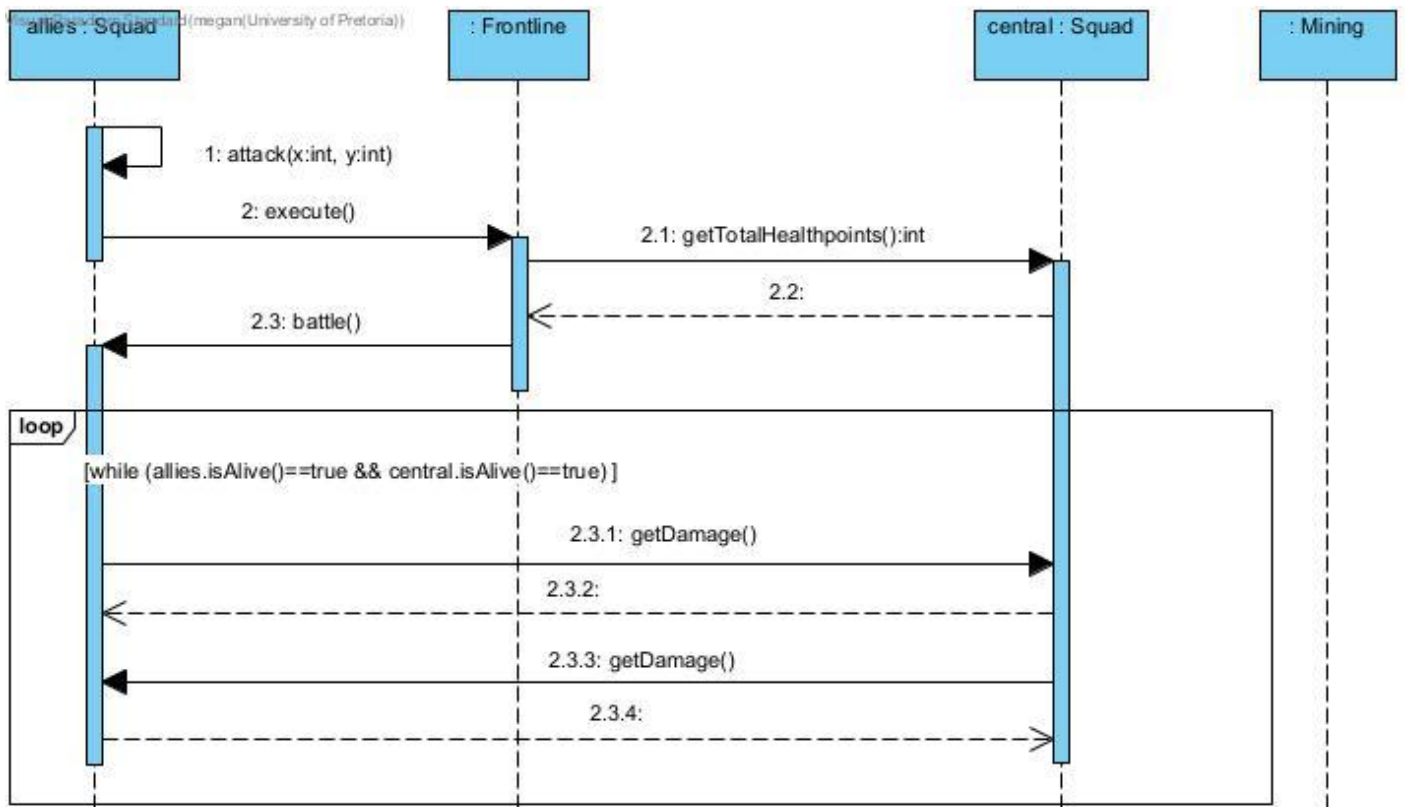 (megan(University of Pretoria))
allies : Squad
: Frontline
central : Squad
: Mining
1: attack(x:int, y:int)
2: execute()
2.1: getTotalHealthpoints():int
2.2:
2.3: battle()
loop
[while (allies.isAlive()==true && central.isAlive()==true) ]
2.3.1: getDamage()
2.3.2:
2.3.3: getDamage()
2.3.4: